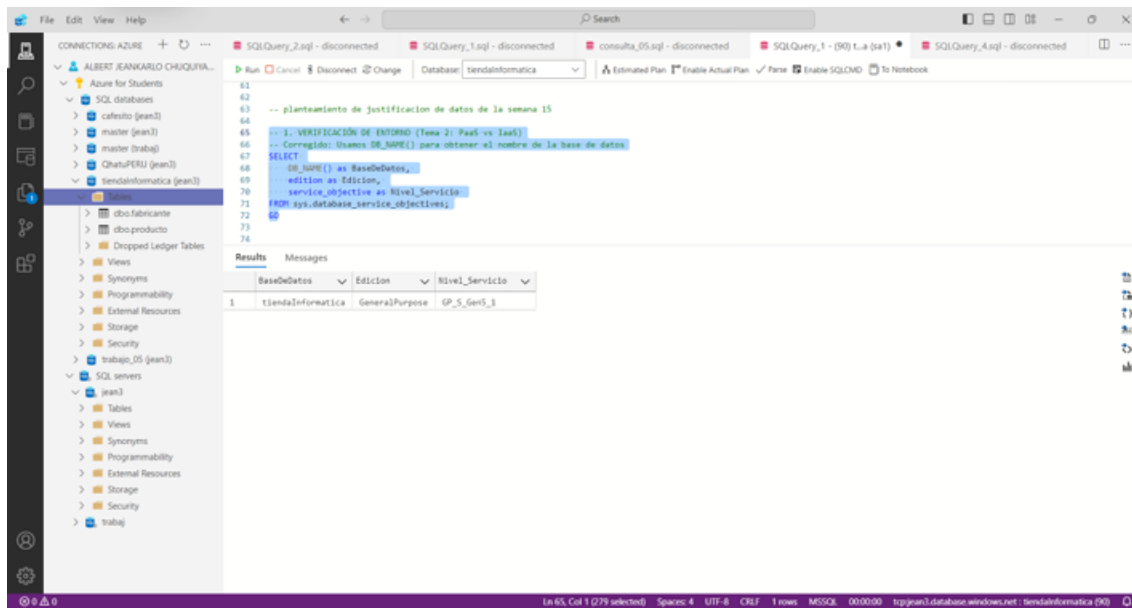 File Edit View Help
Search
CONNECTIONS: AZURE
SQLQuery_2.sql - disconnected
SQLQuery_1.sql - disconnected
consulta_05.sql - disconnected
SQLQuery_1 - (90) t...a (sa1)
SQLQuery_4.sql - disconnected
Run Cancel Disconnect Change Database: tiendaInformatica Estimated Plan Enable Actual Plan Parse Enable SQLCMD To Notebook
ALBERT JEANKARLO CHUQUIYA...
Azure for Students
SQL databases
cafesito (jean3)
master (jean3)
master (trabaj)
QhatuPERU (jean3)
tiendaInformatica (jean3)
Tables
dbo.fabricante
dbo.producto
Dropped Ledger Tables
Views
Synonyms
Programmability
External Resources
Storage
Security
trabajo_05 (jean3)
SQL servers
jean3
Tables
Views
Synonyms
Programmability
External Resources
Storage
Security
trabaj
61
62
63 -- planteamiento de justificacion de datos de la semana 15
64
65 -- 1. VERIFICACIÓN DE ENTORNO (Tema 2: PaaS vs IaaS)
66 -- Corregido: Usamos DB_NAME() para obtener el nombre de la base de datos
67 SELECT
68 DB_NAME() as BaseDeDatos,
69 edition as Edicion,
70 service_objective as Nivel_Servicio
71 FROM sys.database_service_objectives;
72 GO
73
74
Results Messages
BaseDeDatos Edicion Nivel_Servicio
1 tiendaInformatica GeneralPurpose GP_S_Gen5_1
0 0 Ln 65, Col 1 (279 selected) Spaces: 4 UTF-8 CRLF 1 rows MSSQL 00:00:00 tcp:jean3.database.windows.net : tiendaInformatica (90)